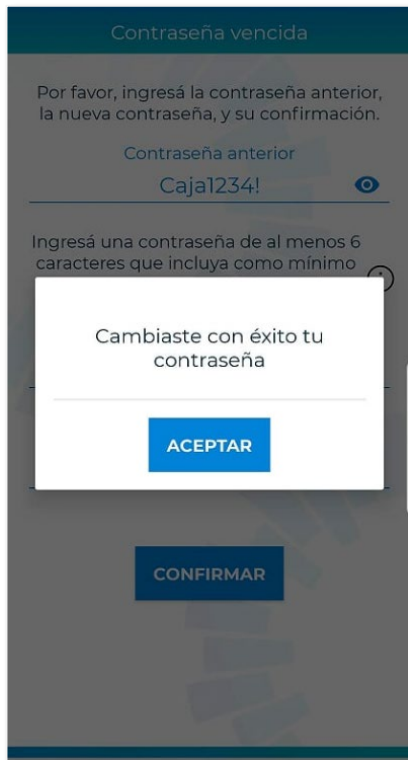 Contraseña vencida
Por favor, ingresá la contraseña anterior,
la nueva contraseña, y su confirmación.
Contraseña anterior
Caja1234!
Ingresá una contraseña de al menos 6
caracteres que incluya como mínimo
Cambiaste con éxito tu
contraseña
ACEPTAR
CONFIRMAR